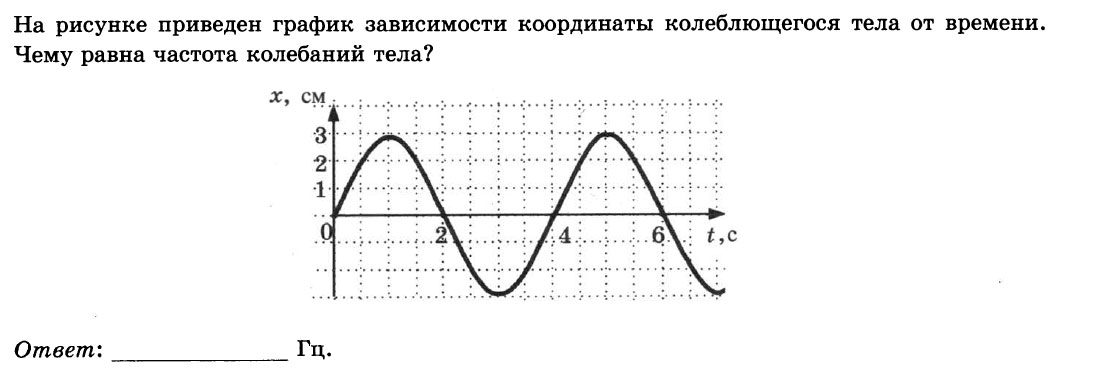 На рисунке приведен график зависимости координаты колеблющегося тела от времени.
Чему равна частота колебаний тела?
x, см
3
2
1
0 2 4 6 t, с
Ответ: ______________ Гц.